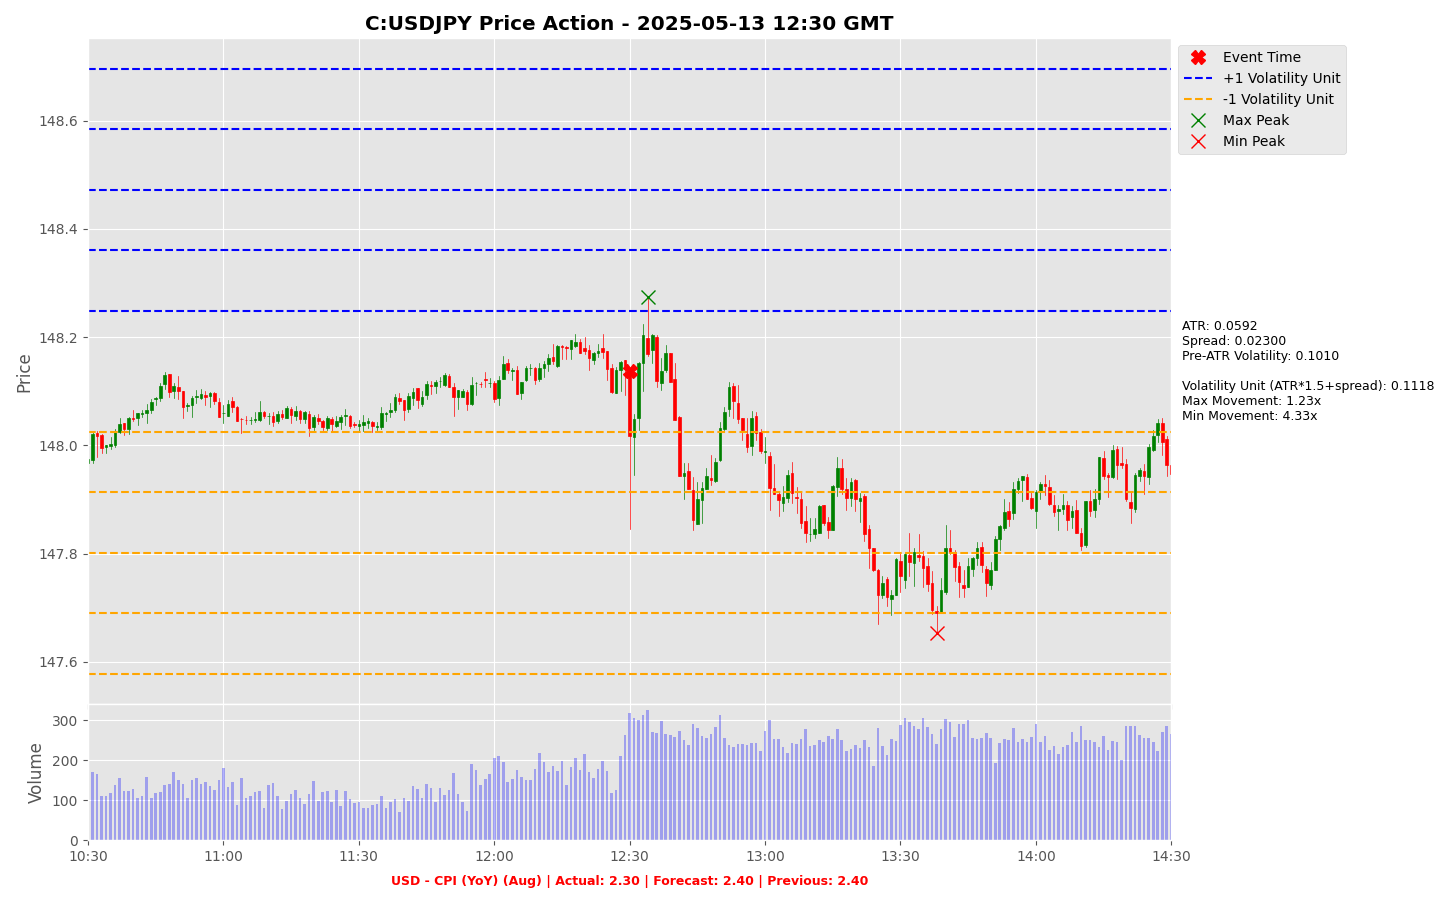 C:USDJPY Price Action - 2025-05-13 12:30 GMT
Event Time
+1 Volatility Unit
-1 Volatility Unit
Max Peak
Min Peak
Price
148.6
148.4
148.2
148.0
147.8
147.6
ATR: 0.0592
Spread: 0.02300
Pre-ATR Volatility: 0.1010
Volatility Unit (ATR*1.5+spread): 0.1118
Max Movement: 1.23x
Min Movement: 4.33x
Volume
300
200
100
0
10:30 11:00 11:30 12:00 12:30 13:00 13:30 14:00 14:30
USD - CPI (YoY) (Aug) | Actual: 2.30 | Forecast: 2.40 | Previous: 2.40